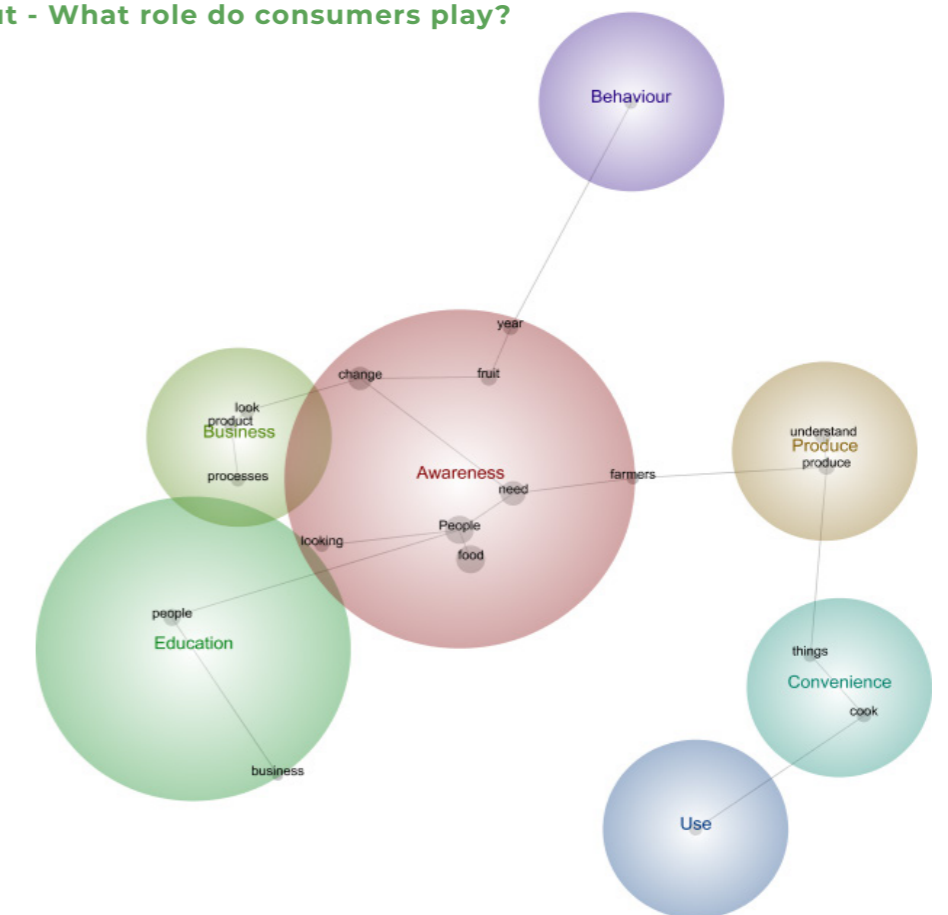 ut - What role do consumers play?
Behaviour
year
change
fruit
look
product
Business
processes
understand
Produce
produce
Awareness
farmers
need
People
looking
food
people
Education
things
Convenience
cook
business
Use